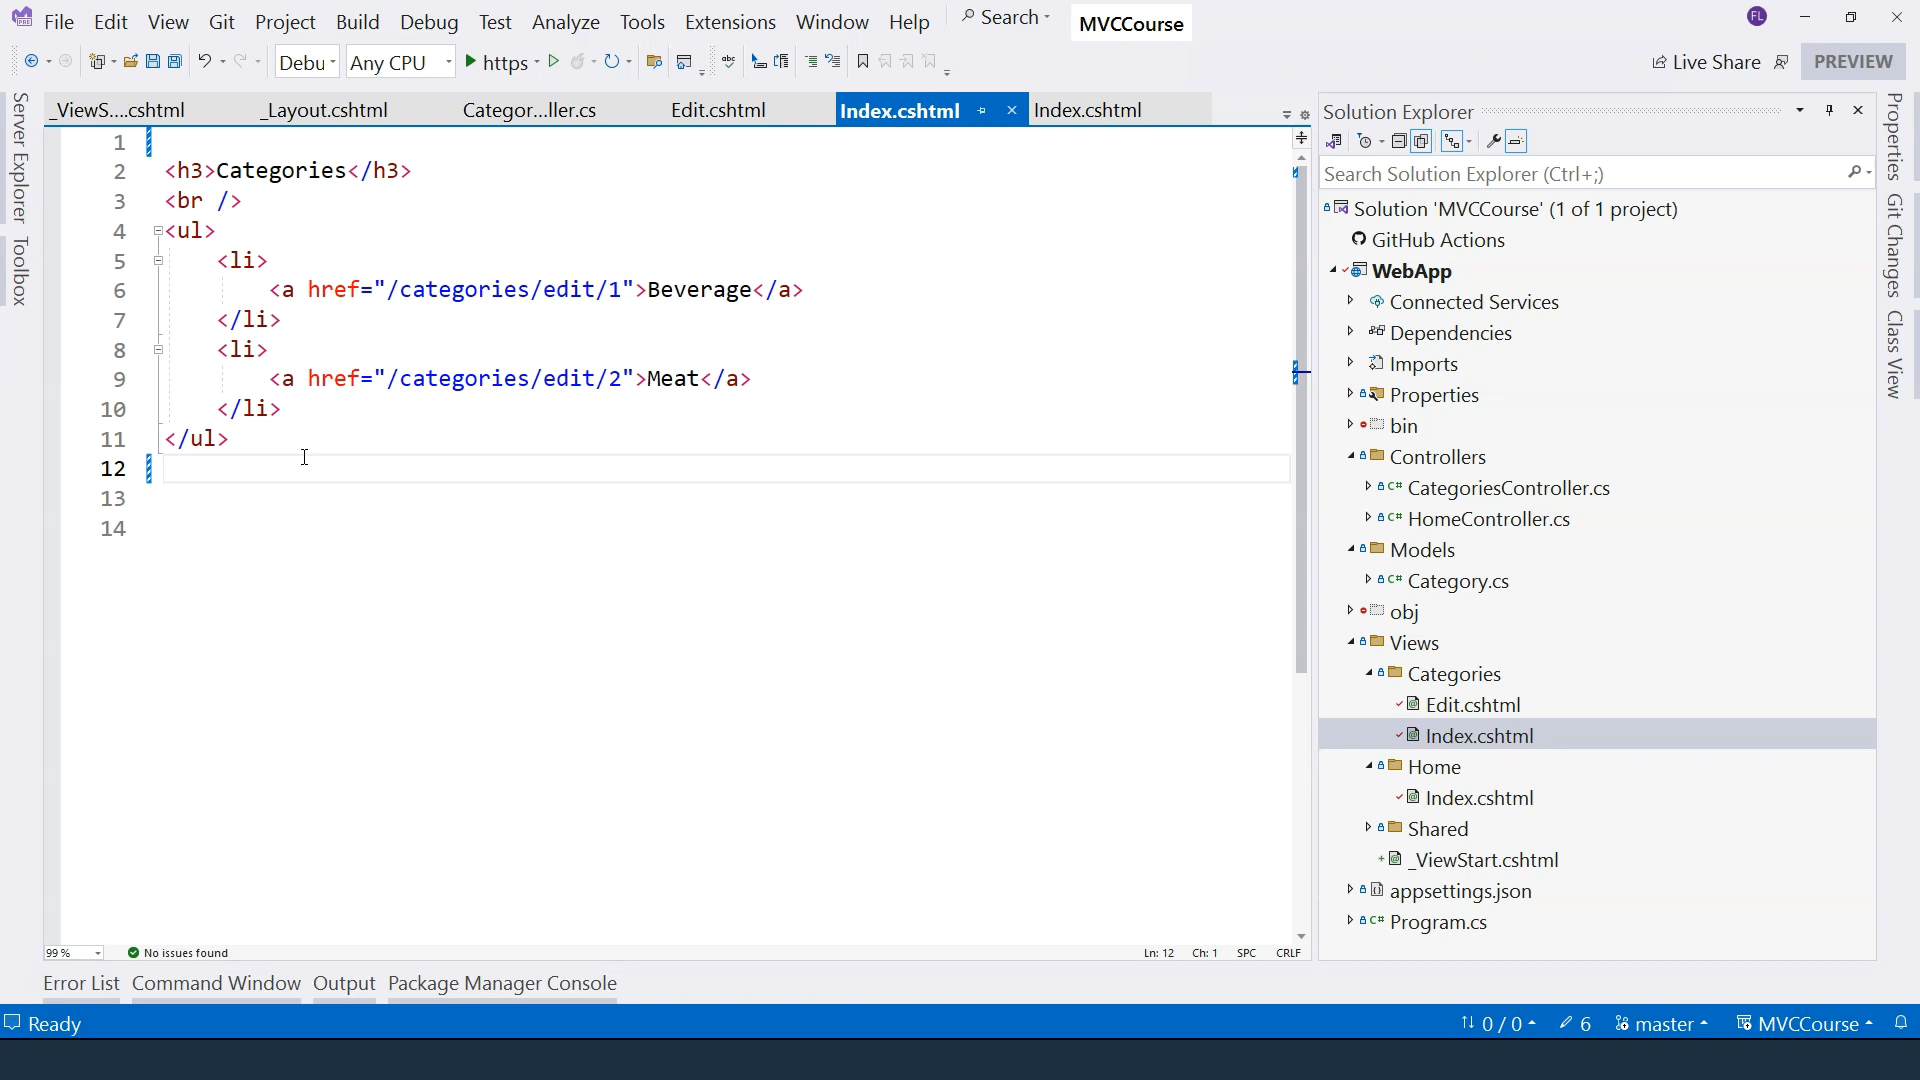 File Edit View Git Project Build Debug Test Analyze Tools Extensions Window Help Search MVCCourse FL
Debu Any CPU https abc Live Share PREVIEW
Server Explorer
Toolbox
_ViewS....cshtml _Layout.cshtml Categor...ller.cs Edit.cshtml Index.cshtml Index.cshtml
1
2 <h3>Categories</h3>
3 <br />
4 <ul>
5 <li>
6 <a href="/categories/edit/1">Beverage</a>
7 </li>
8 <li>
9 <a href="/categories/edit/2">Meat</a>
10 </li>
11 </ul>
12
13
14
99 % No issues found Ln: 12 Ch: 1 SPC CRLF
Solution Explorer
Search Solution Explorer (Ctrl+;)
Solution 'MVCCourse' (1 of 1 project)
GitHub Actions
WebApp
Connected Services
Dependencies
Imports
Properties
bin
Controllers
C# CategoriesController.cs
C# HomeController.cs
Models
C# Category.cs
obj
Views
Categories
Edit.cshtml
Index.cshtml
Home
Index.cshtml
Shared
_ViewStart.cshtml
appsettings.json
C# Program.cs
Properties
Git Changes
Class View
Error List Command Window Output Package Manager Console
Ready 0 / 0 6 master MVCCourse